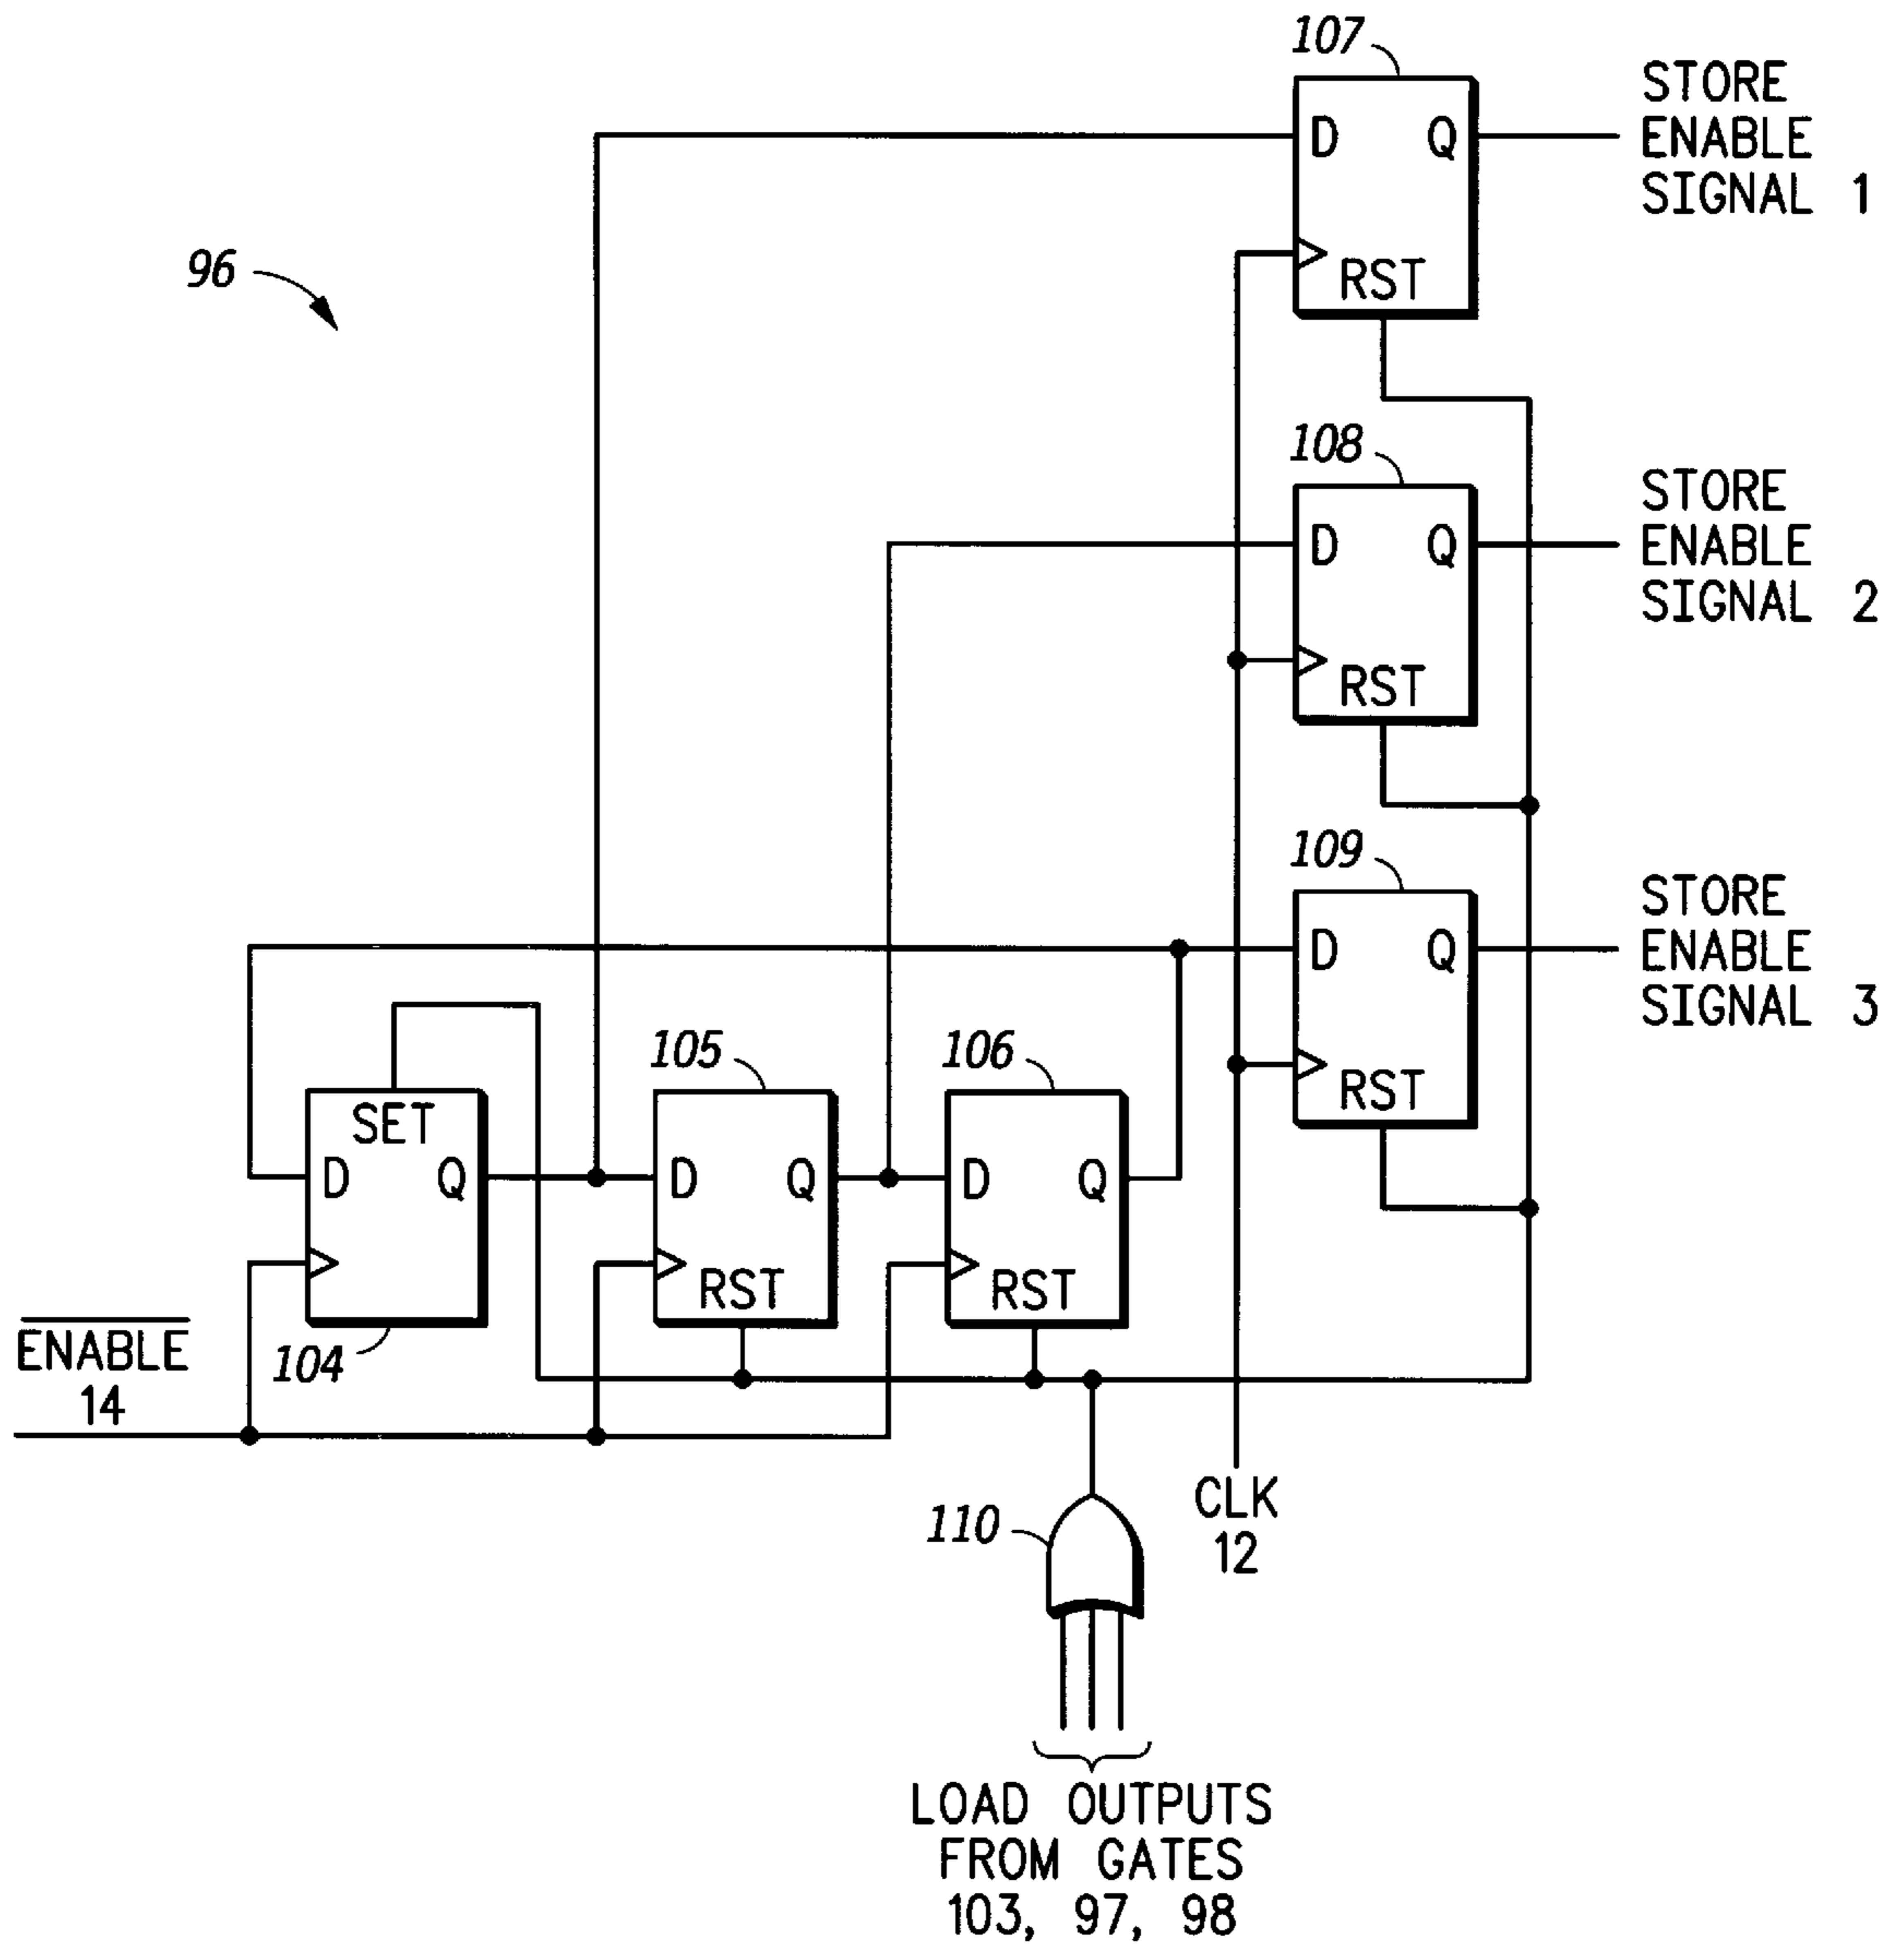 107
STORE
ENABLE
SIGNAL 1
D Q
RST
96
108
STORE
ENABLE
SIGNAL 2
D Q
RST
109
STORE
ENABLE
SIGNAL 3
D Q
RST
105
106
SET
D Q
D Q
RST
D Q
RST
ENABLE
14
104
CLK
12
110
LOAD OUTPUTS
FROM GATES
103, 97, 98